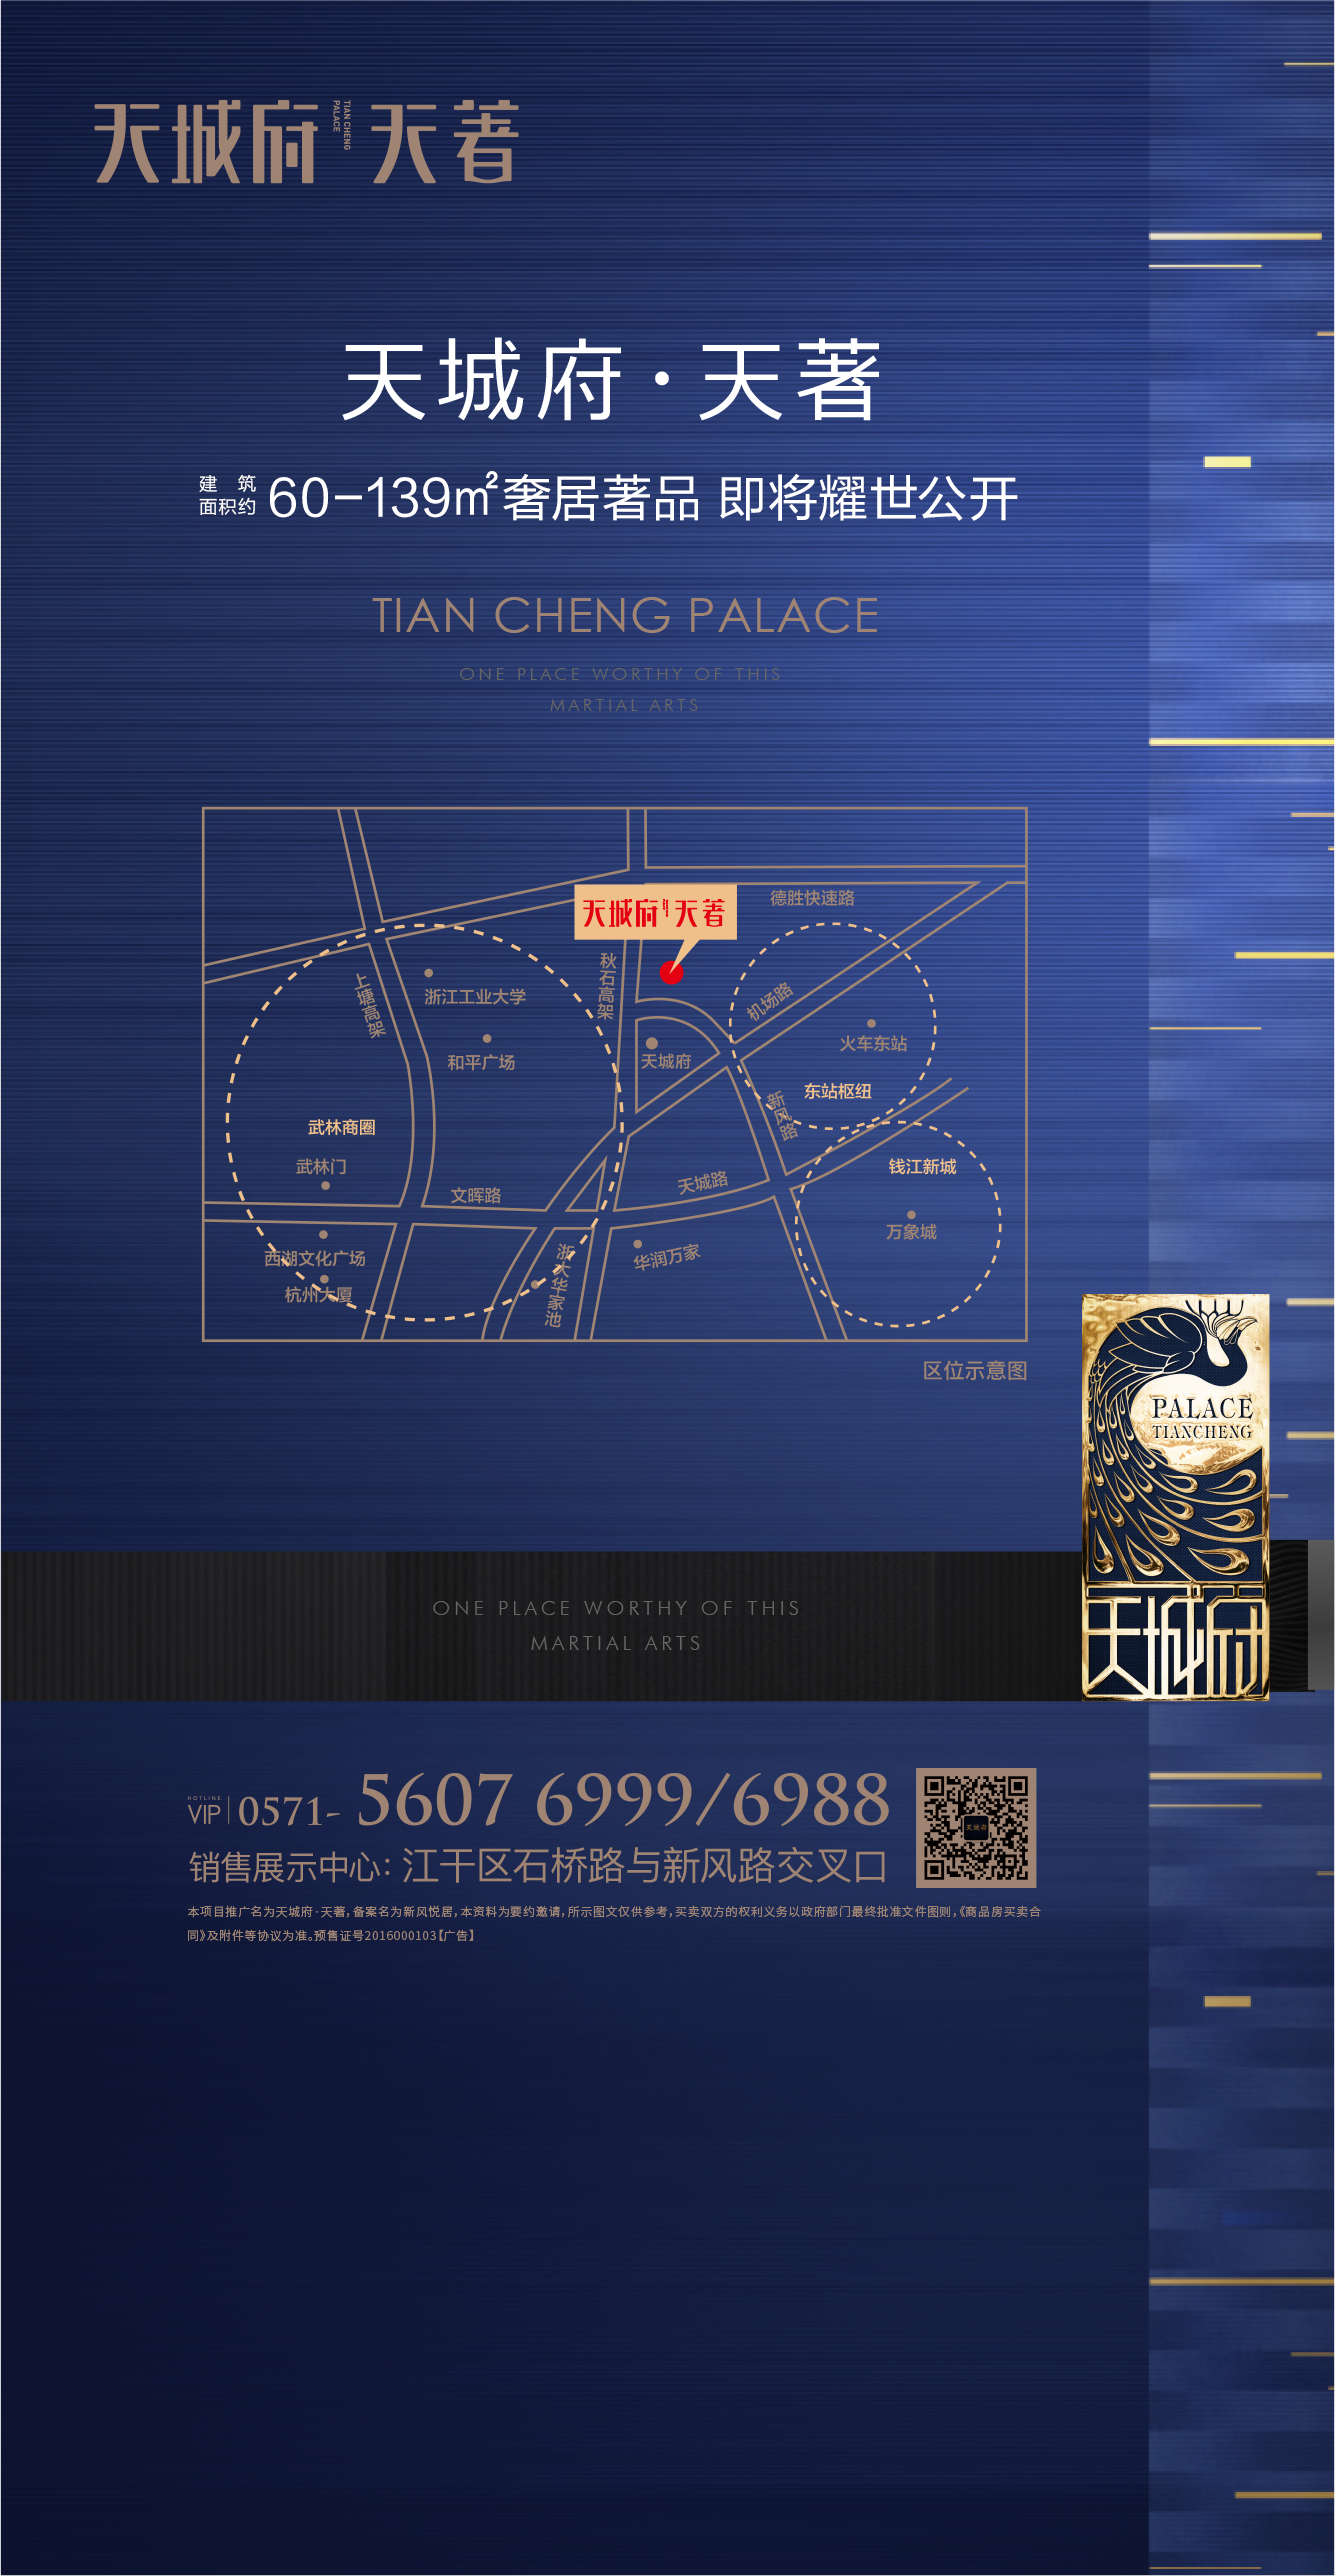 天城府 TIAN CHENG PALACE 天著
天城府·天著
建筑面积约 60-139㎡奢居著品 即将耀世公开
TIAN CHENG PALACE
ONE PLACE WORTHY OF THIS
MARTIAL ARTS
德胜快速路
天城府 天著
秋石高架
上塘高架
浙江工业大学
机场路
和平广场
天城府
火车东站
东站枢纽
新风路
武林商圈
武林门
钱江新城
天城路
文晖路
万象城
西湖文化广场
浙大华家池
华润万家
杭州大厦
区位示意图
PALACE
TIANCHENG
天城府
ONE PLACE WORTHY OF THIS
MARTIAL ARTS
HOTLINE
VIP 0571- 5607 6999/6988
天城府
销售展示中心: 江干区石桥路与新风路交叉口
本项目推广名为天城府·天著,备案名为新风悦居,本资料为要约邀请,所示图文仅供参考,买卖双方的权利义务以政府部门最终批准文件图则,《商品房买卖合
同》及附件等协议为准。预售证号2016000103【广告】